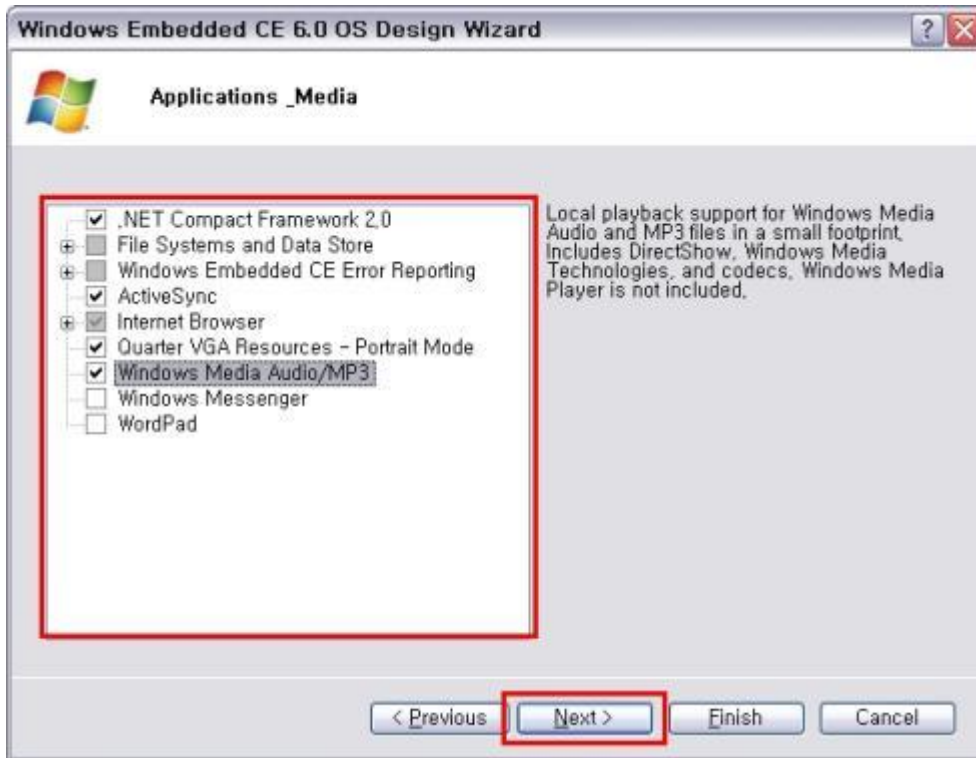 Windows Embedded CE 6.0 OS Design Wizard
Applications _Media
.NET Compact Framework 2,0
File Systems and Data Store
Windows Embedded CE Error Reporting
ActiveSync
Internet Browser
Quarter VGA Resources - Portrait Mode
Windows Media Audio/MP3
Windows Messenger
WordPad
Local playback support for Windows Media
Audio and MP3 files in a small footprint,
Includes DirectShow, Windows Media
Technologies, and codecs, Windows Media
Player is not included,
< Previous
Next >
Finish
Cancel